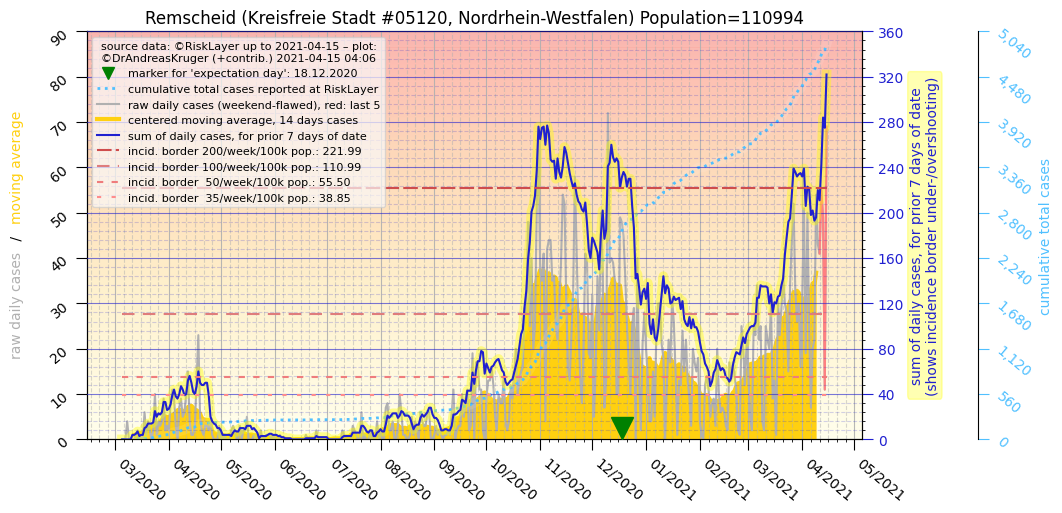 Remscheid (Kreisfreie Stadt #05120, Nordrhein-Westfalen) Population=110994
source data: ©RiskLayer up to 2021-04-15 – plot:
©DrAndreasKruger (+contrib.) 2021-04-15 04:06
marker for 'expectation day': 18.12.2020
cumulative total cases reported at RiskLayer
raw daily cases (weekend-flawed), red: last 5
centered moving average, 14 days cases
sum of daily cases, for prior 7 days of date
incid. border 200/week/100k pop.: 221.99
incid. border 100/week/100k pop.: 110.99
incid. border  50/week/100k pop.: 55.50
incid. border  35/week/100k pop.: 38.85
raw daily cases / moving average
90
80
70
60
50
40
30
20
10
0
03/2020
04/2020
05/2020
06/2020
07/2020
08/2020
09/2020
10/2020
11/2020
12/2020
01/2021
02/2021
03/2021
04/2021
05/2021
360
320
280
240
200
160
120
80
40
0
sum of daily cases, for prior 7 days of date
(shows incidence border under-/overshooting)
5,040
4,480
3,920
3,360
2,800
2,240
1,680
1,120
560
0
cumulative total cases